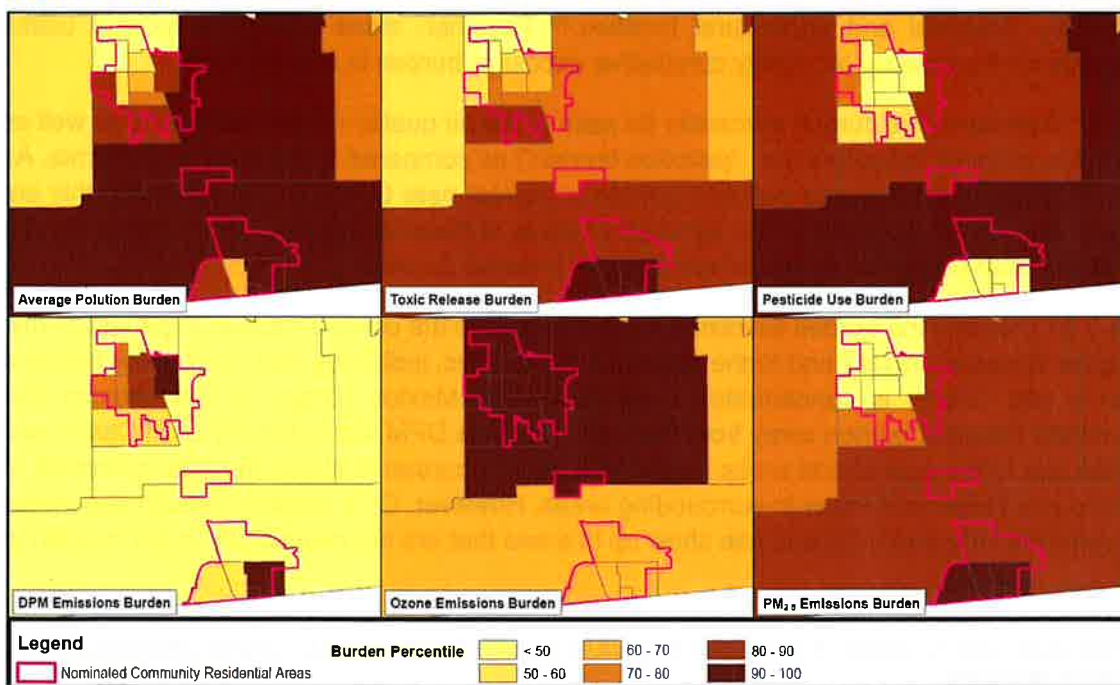 Average Polution Burden
Toxic Release Burden
Pesticide Use Burden
DPM Emissions Burden
Ozone Emissions Burden
PM₂.₅ Emissions Burden
Legend
Nominated Community Residential Areas
Burden Percentile
< 50
50 - 60
60 - 70
70 - 80
80 - 90
90 - 100